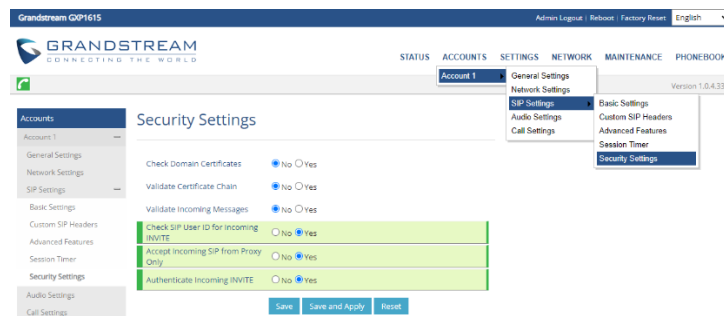 Grandstream GXP1615
Admin Logout | Reboot | Factory Reset
English
GRANDSTREAM
CONNECTING THE WORLD
STATUS ACCOUNTS SETTINGS NETWORK MAINTENANCE PHONEBOOK
Account 1
General Settings
Network Settings
SIP Settings
Audio Settings
Call Settings
Basic Settings
Custom SIP Headers
Advanced Features
Session Timer
Security Settings
Version 1.0.4.33
Accounts
Account 1
General Settings
Network Settings
SIP Settings
Basic Settings
Custom SIP Headers
Advanced Features
Session Timer
Security Settings
Audio Settings
Call Settings
Security Settings
Check Domain Certificates No Yes
Validate Certificate Chain No Yes
Validate Incoming Messages No Yes
Check SIP User ID for Incoming
INVITE No Yes
Accept Incoming SIP from Proxy
Only No Yes
Authenticate Incoming INVITE No Yes
Save Save and Apply Reset